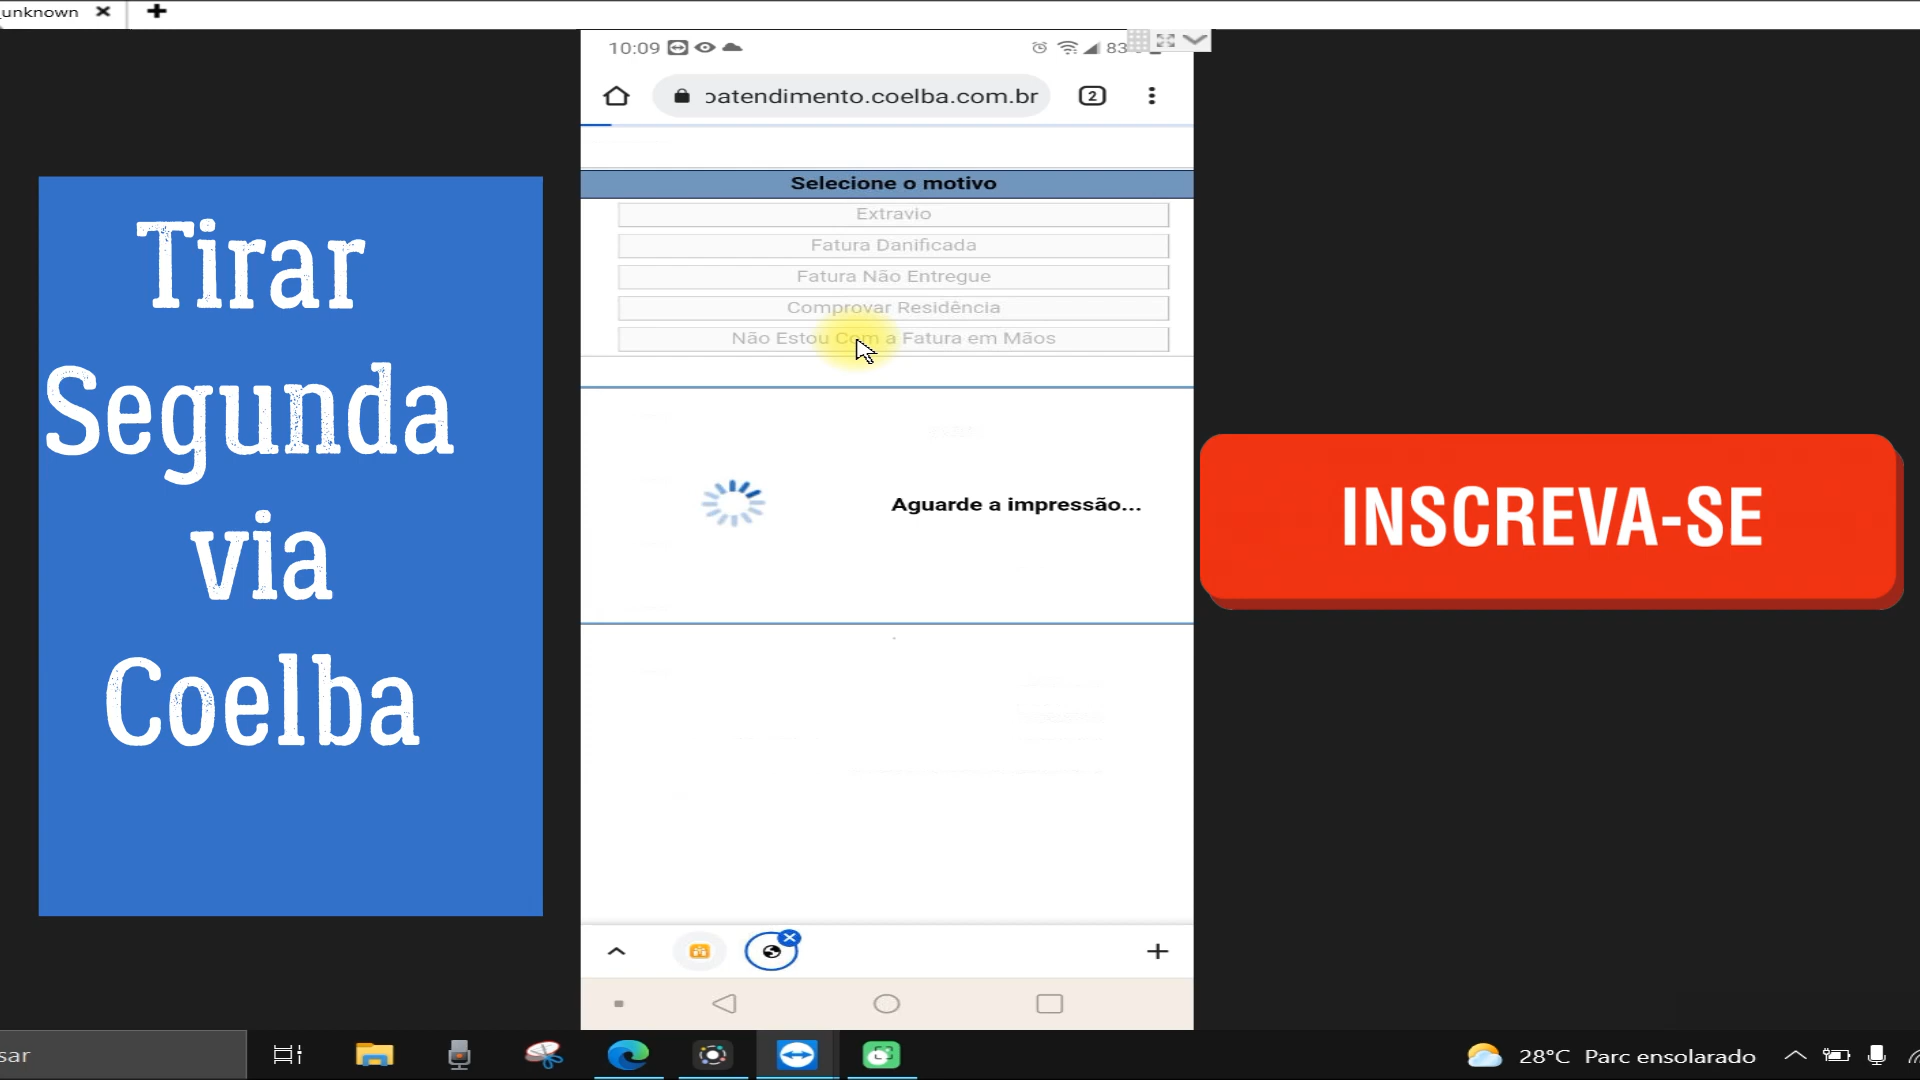 unknown
10:09
83
oatendimento.coelba.com.br
2
Selecione o motivo
Extravio
Fatura Danificada
Fatura Não Entregue
Comprovar Residência
Não Estou Com a Fatura em Mãos
Aguarde a impressão...
Tirar
Segunda
via
Coelba
INSCREVA-SE
sar
28°C Parc ensolarado